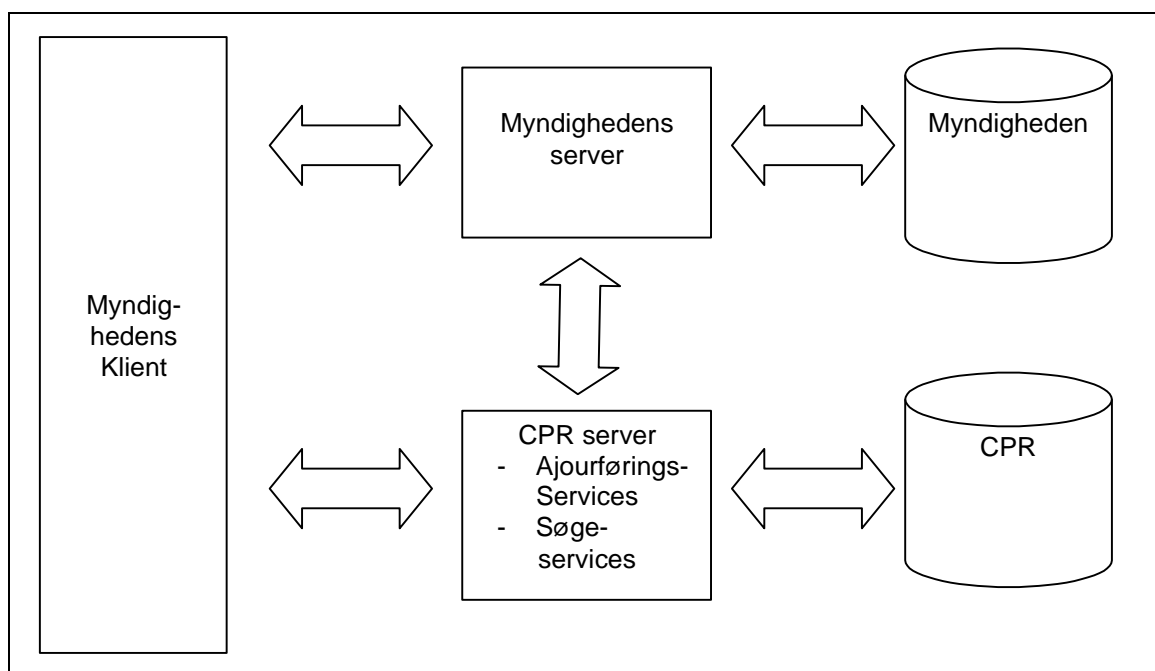 Myndighedens
server
Myndigheden
Myndig-
hedens
Klient
CPR server
- Ajourførings-
Services
- Søge-
services
CPR